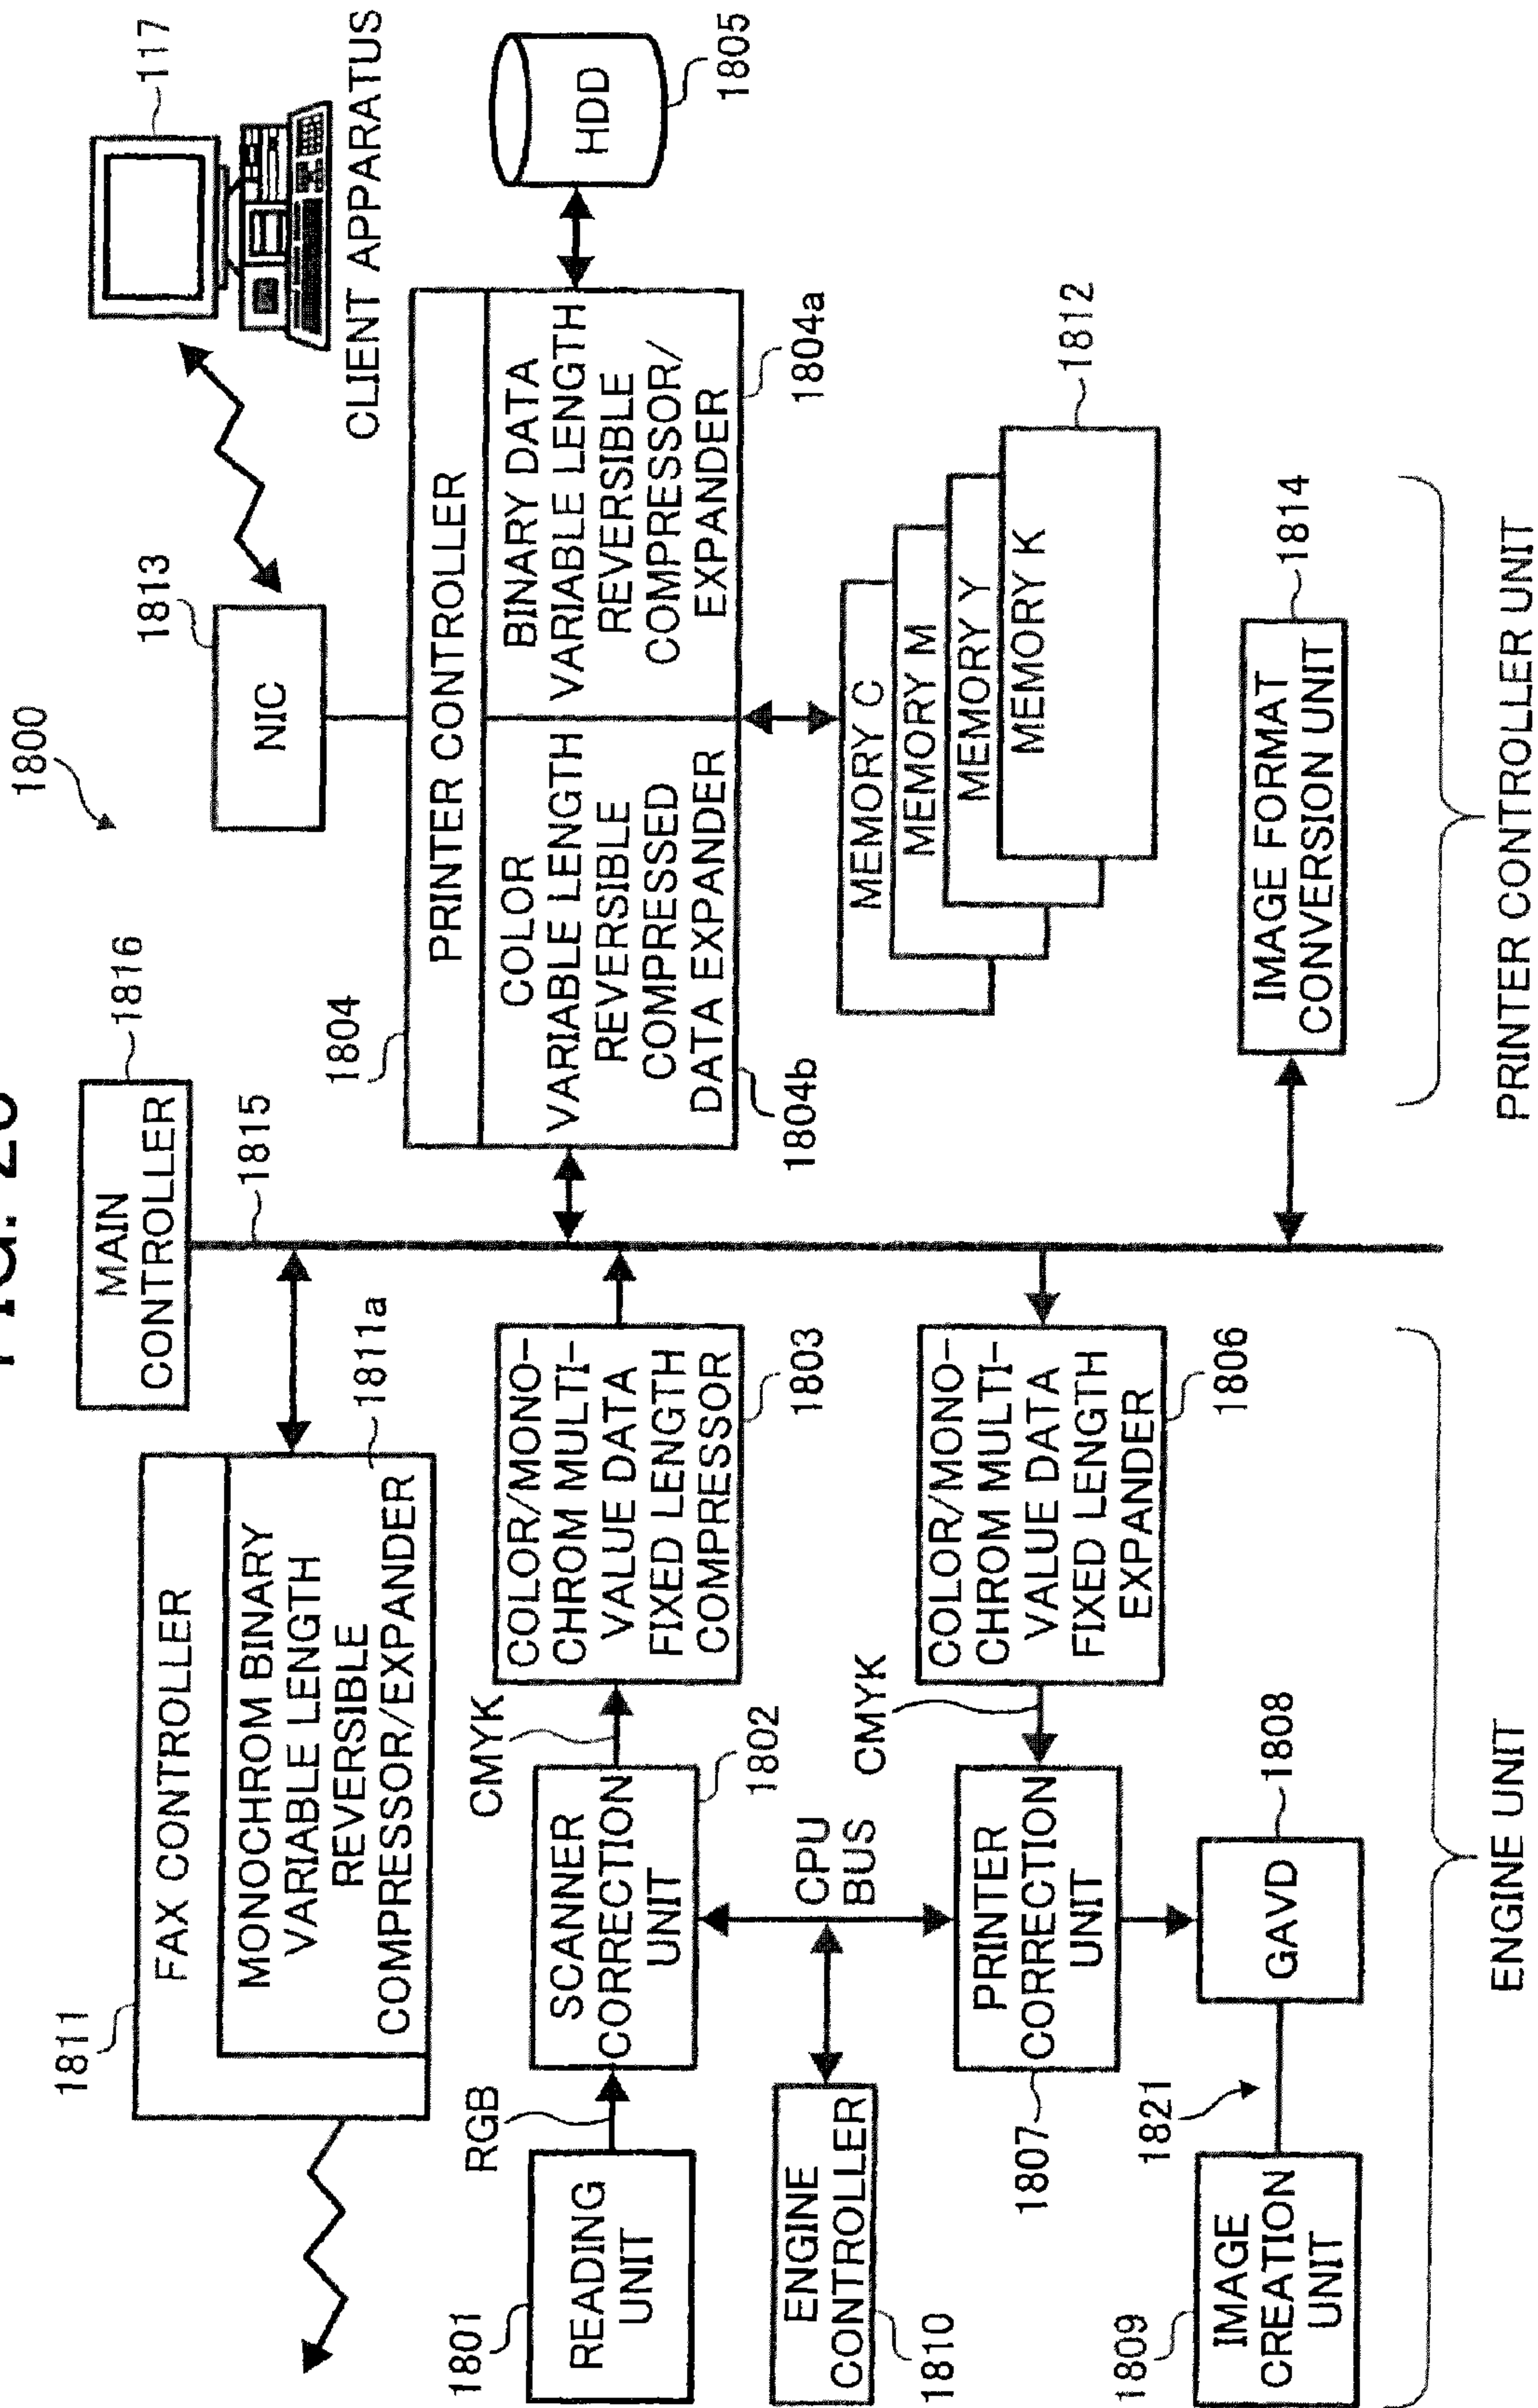 1800
MAIN
CONTROLLER
1816
1815
1813
NIC
117
CLIENT APPARATUS
1811
FAX CONTROLLER
MONOCHROM BINARY
VARIABLE LENGTH
REVERSIBLE
COMPRESSOR/EXPANDER
1811a
1804
PRINTER CONTROLLER
COLOR
VARIABLE LENGTH
REVERSIBLE
COMPRESSED
DATA EXPANDER
1804b
BINARY DATA
VARIABLE LENGTH
REVERSIBLE
COMPRESSOR/
EXPANDER
1804a
HDD
1805
1801
READING
UNIT
RGB
SCANNER
CORRECTION
UNIT
1802
CMYK
COLOR/MONO-
CHROM MULTI-
VALUE DATA
FIXED LENGTH
COMPRESSOR
1803
MEMORY C
MEMORY M
MEMORY Y
MEMORY K
1812
ENGINE
CONTROLLER
1810
CPU
BUS
CMYK
COLOR/MONO-
CHROM MULTI-
VALUE DATA
FIXED LENGTH
EXPANDER
1806
PRINTER
CORRECTION
UNIT
1807
1809
IMAGE
CREATION
UNIT
1821
GAVD
1808
IMAGE FORMAT
CONVERSION UNIT
1814
ENGINE UNIT
PRINTER CONTROLLER UNIT